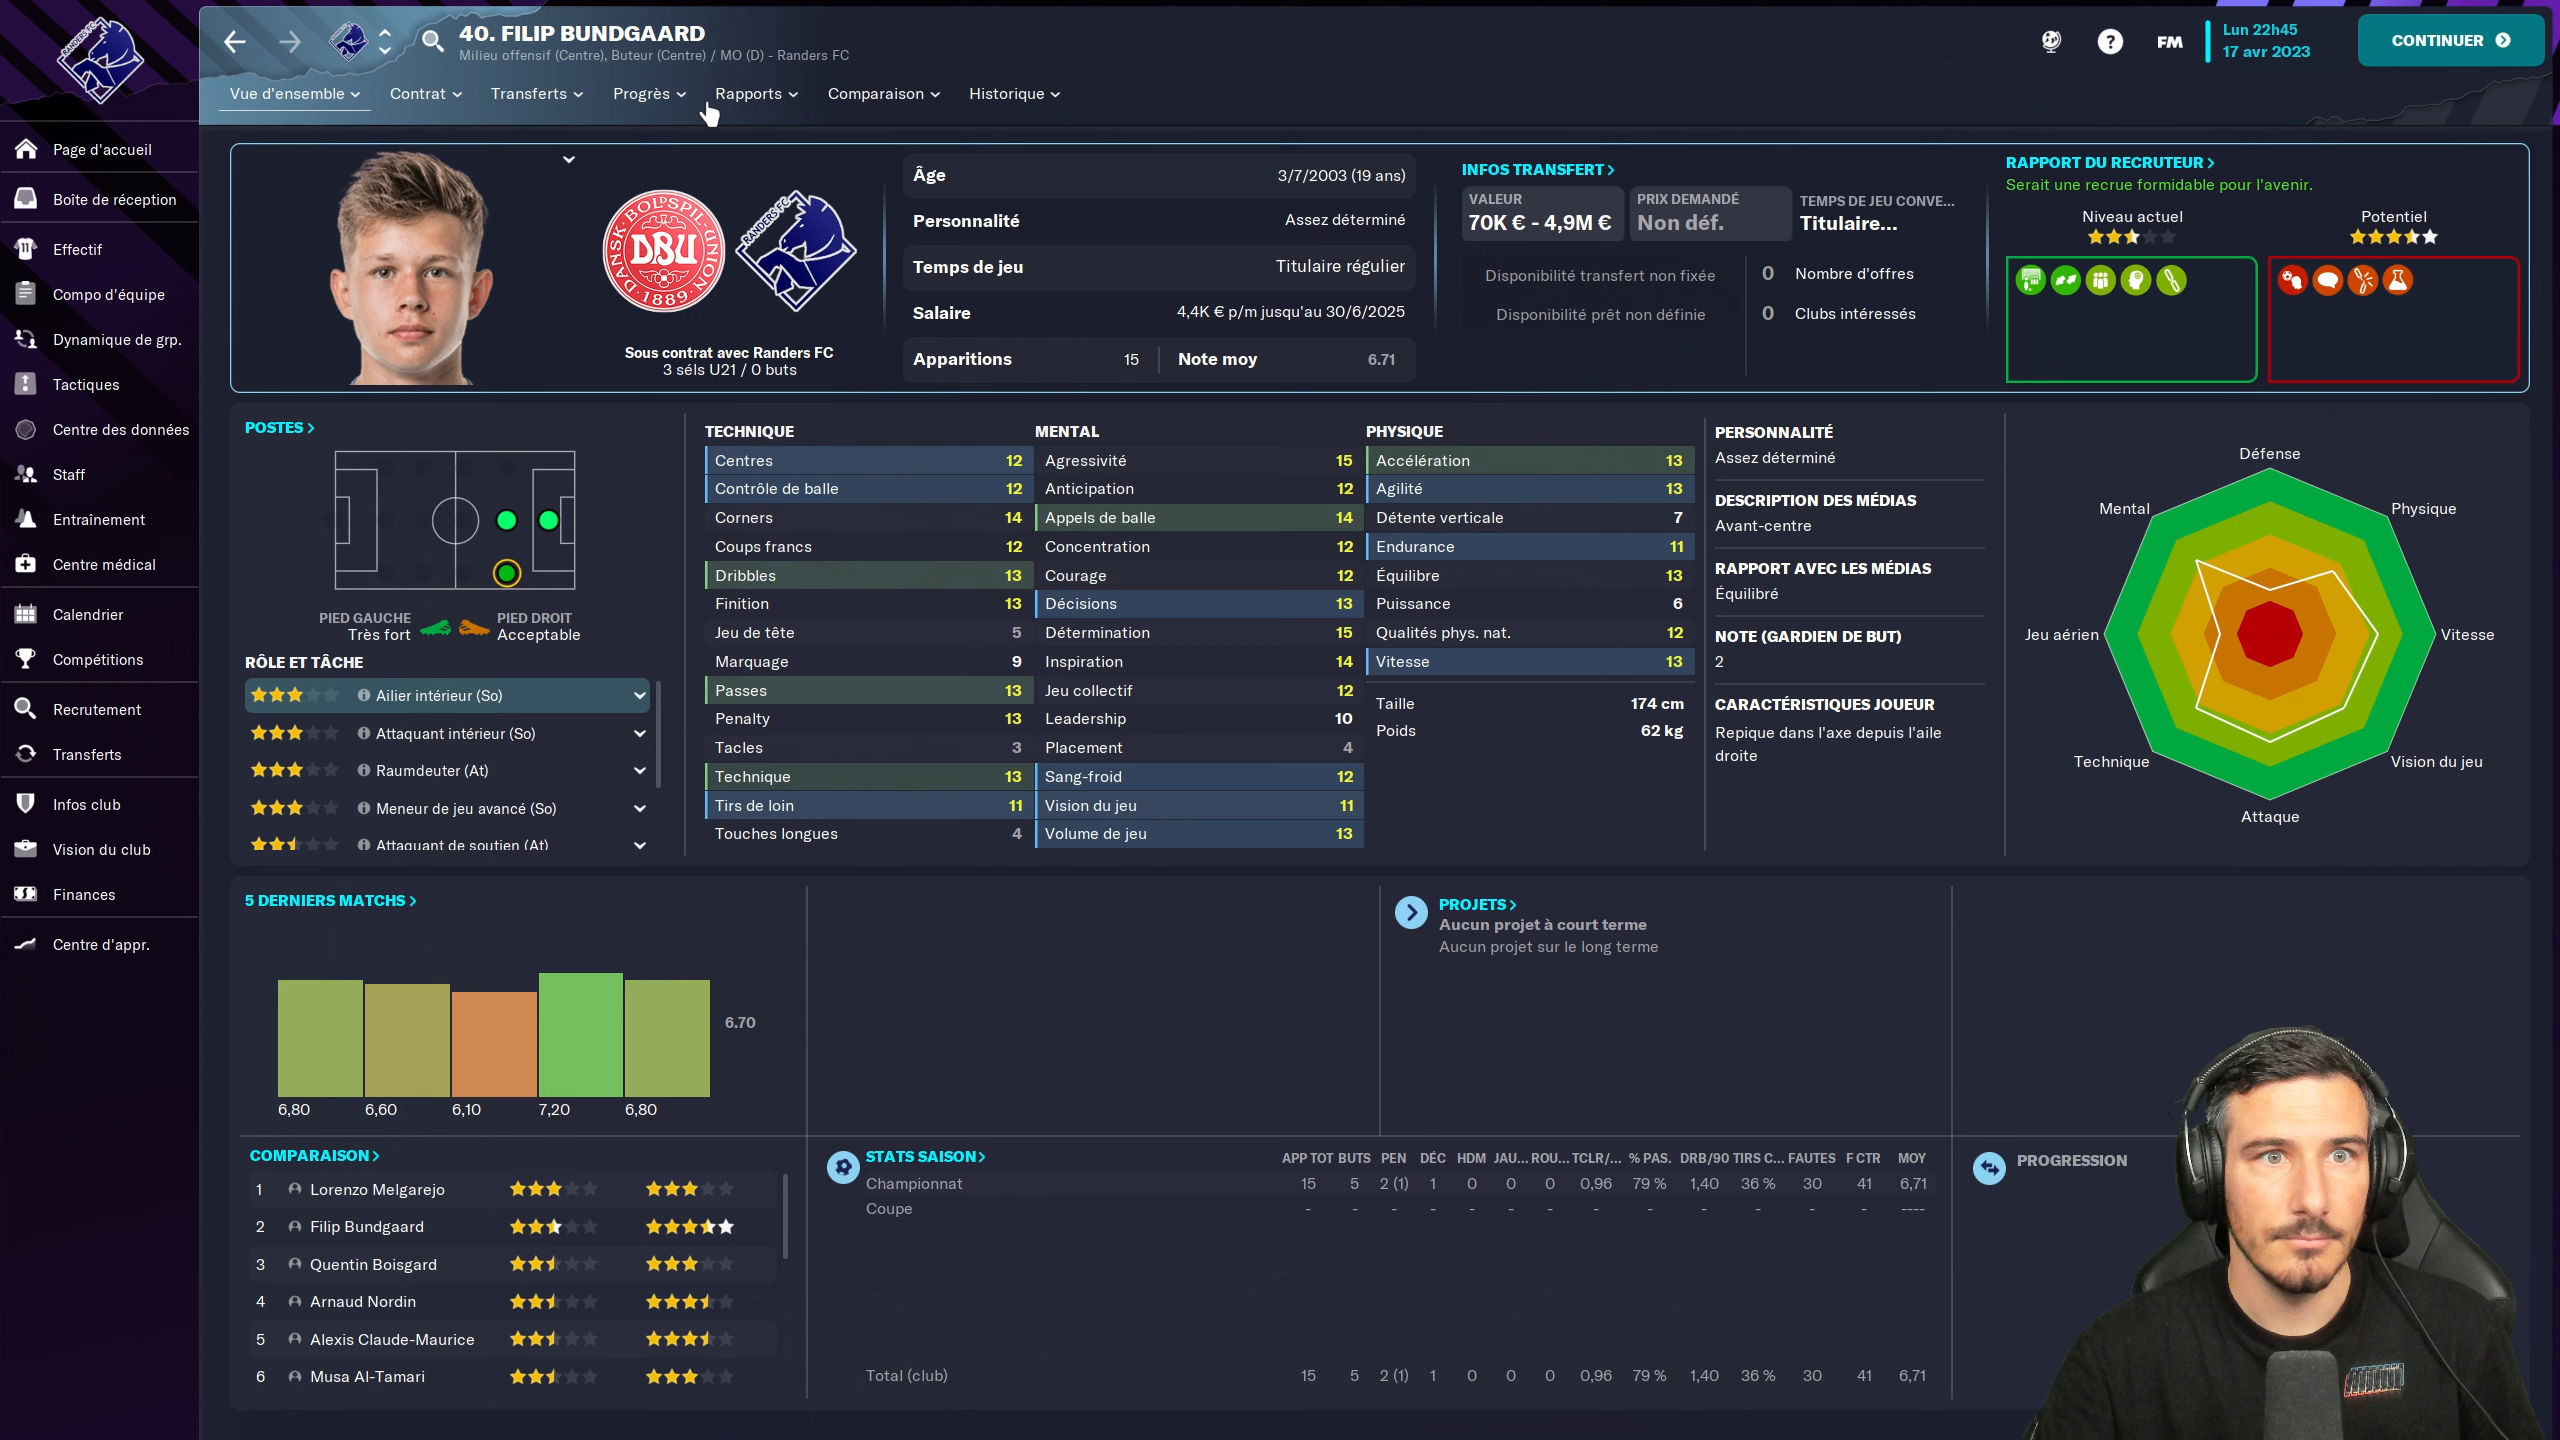 40. FILIP BUNDGAARD
Milieu offensif (Centre), Buteur (Centre) / MO (D) - Randers FC
FM
Lun 22h45
17 avr 2023
CONTINUER
Vue d'ensemble
Contrat
Transferts
Progrès
Rapports
Comparaison
Historique
RANDERS FC
Page d'accueil
Boîte de réception
Effectif
Compo d'équipe
Dynamique de grp.
Tactiques
Centre des données
Staff
Entraînement
Centre médical
Calendrier
Compétitions
Recrutement
Transferts
Infos club
Vision du club
Finances
Centre d'appr.
DANSK BOLDSPIL-UNION
DBU
1889
RANDERS FC
Sous contrat avec Randers FC
3 séls U21 / 0 buts
Âge 3/7/2003 (19 ans)
Personnalité Assez déterminé
Temps de jeu Titulaire régulier
Salaire 4,4K € p/m jusqu'au 30/6/2025
Apparitions 15 Note moy 6.71
INFOS TRANSFERT
VALEUR
70K € - 4,9M €
PRIX DEMANDÉ
Non déf.
TEMPS DE JEU CONVE...
Titulaire...
Disponibilité transfert non fixée
Disponibilité prêt non définie
0 Nombre d'offres
0 Clubs intéressés
RAPPORT DU RECRUTEUR
Serait une recrue formidable pour l'avenir.
Niveau actuel
Potentiel
POSTES
PIED GAUCHE
Très fort
PIED DROIT
Acceptable
RÔLE ET TÂCHE
Ailier intérieur (So)
Attaquant intérieur (So)
Raumdeuter (At)
Meneur de jeu avancé (So)
Attaquant de soutien (At)
TECHNIQUE
Centres 12
Contrôle de balle 12
Corners 14
Coups francs 12
Dribbles 13
Finition 13
Jeu de tête 5
Marquage 9
Passes 13
Penalty 13
Tacles 3
Technique 13
Tirs de loin 11
Touches longues 4
MENTAL
Agressivité 15
Anticipation 12
Appels de balle 14
Concentration 12
Courage 12
Décisions 13
Détermination 15
Inspiration 14
Jeu collectif 12
Leadership 10
Placement 4
Sang-froid 12
Vision du jeu 11
Volume de jeu 13
PHYSIQUE
Accélération 13
Agilité 13
Détente verticale 7
Endurance 11
Équilibre 13
Puissance 6
Qualités phys. nat. 12
Vitesse 13
Taille 174 cm
Poids 62 kg
PERSONNALITÉ
Assez déterminé
DESCRIPTION DES MÉDIAS
Avant-centre
RAPPORT AVEC LES MÉDIAS
Équilibré
NOTE (GARDIEN DE BUT)
2
CARACTÉRISTIQUES JOUEUR
Repique dans l'axe depuis l'aile
droite
Défense
Mental
Physique
Jeu aérien
Vitesse
Technique
Vision du jeu
Attaque
5 DERNIERS MATCHS
6.70
6,80 6,60 6,10 7,20 6,80
PROJETS
Aucun projet à court terme
Aucun projet sur le long terme
COMPARAISON
1 Lorenzo Melgarejo
2 Filip Bundgaard
3 Quentin Boisgard
4 Arnaud Nordin
5 Alexis Claude-Maurice
6 Musa Al-Tamari
STATS SAISON APP TOT BUTS PEN DÉC HDM JAU... ROU... TCLR/... % PAS. DRB/90 TIRS C... FAUTES F CTR MOY
Championnat 15 5 2 (1) 1 0 0 0 0,96 79 % 1,40 36 % 30 41 6,71
Coupe - - - - - - - - - - - - - ----
Total (club) 15 5 2 (1) 1 0 0 0 0,96 79 % 1,40 36 % 30 41 6,71
PROGRESSION